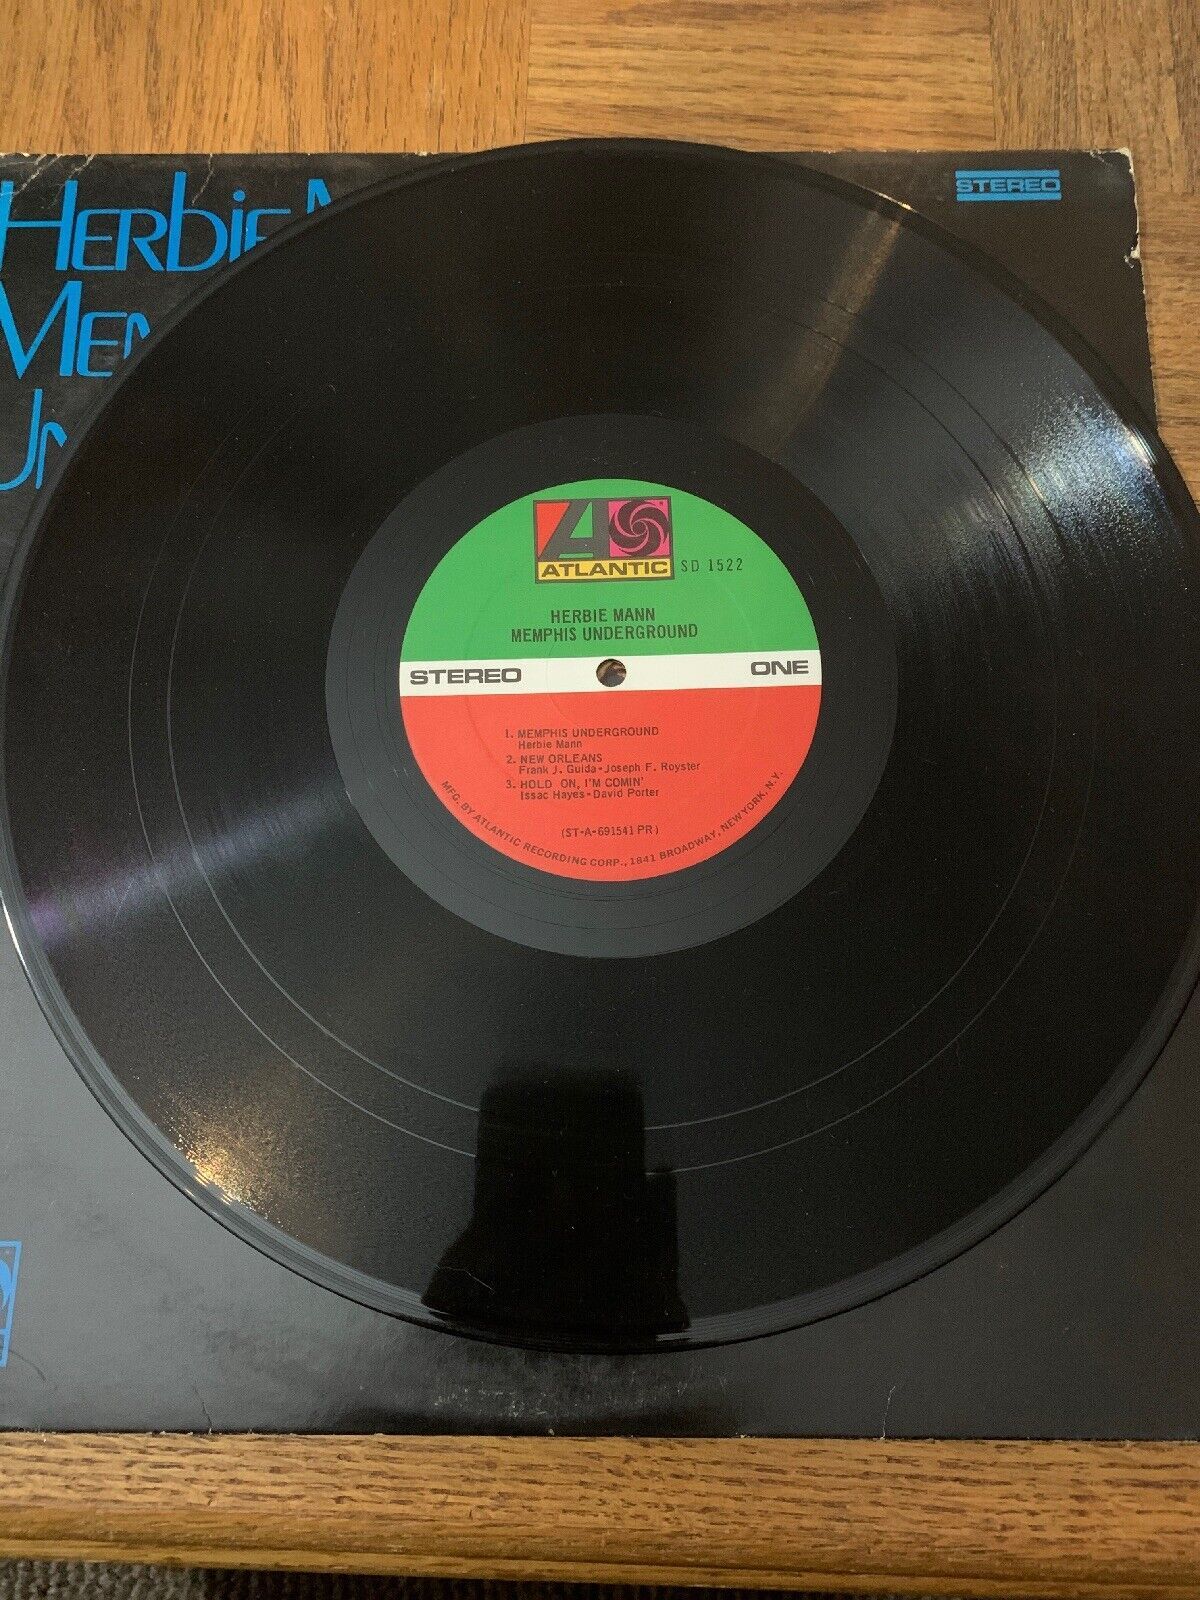 HERBIE
STEREO
ATLANTIC
SD 1522
HERBIE MANN
MEMPHIS UNDERGROUND
STEREO
ONE
1. MEMPHIS UNDERGROUND
Herbie Mann
2. NEW ORLEANS
Frank J. Guida-Joseph F. Royster
3. HOLD ON, I'M COMIN'
Issac Hayes-David Porter
(ST-A-691541 PR)
MFG. BY ATLANTIC RECORDING CORP., 1841 BROADWAY, NEW YORK, N.Y.